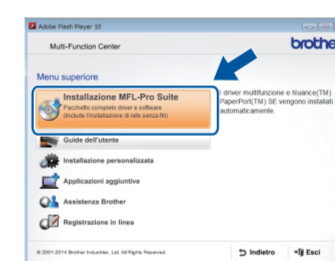 Adobe Flash Player 10
Multi-Function Center
brothe
Menu superiore
Installazione MFL-Pro Suite
Pacchetto completo driver e software
(include l'installazione di rete senza fili)
I driver multifunzione e Nuance(TM)
PaperPort(TM) SE vengono installati
automaticamente.
Guide dell'utente
Installazione personalizzata
Applicazioni aggiuntive
Assistenza Brother
Registrazione in linea
© 2001-2014 Brother Industries, Ltd. All Rights Reserved.
Indietro
Esci